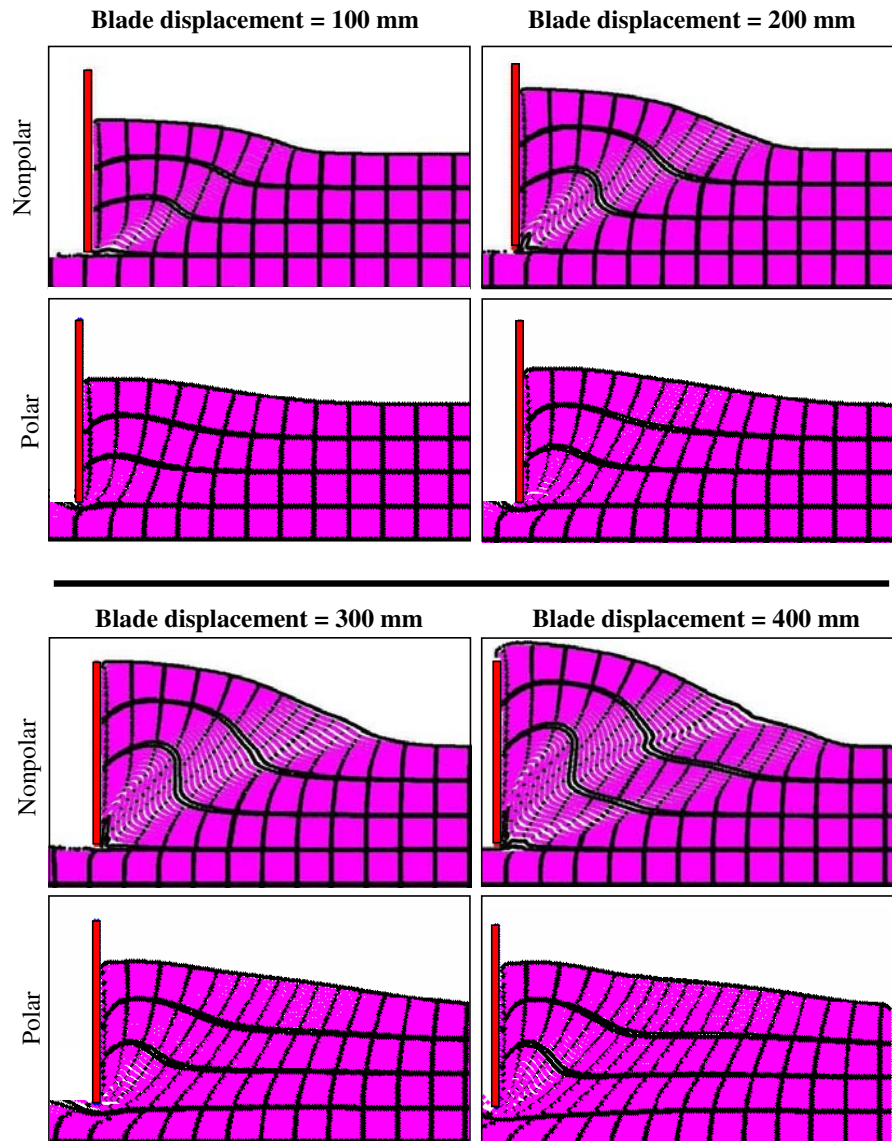 Blade displacement = 100 mm
Blade displacement = 200 mm
Nonpolar
Polar
Blade displacement = 300 mm
Blade displacement = 400 mm
Nonpolar
Polar